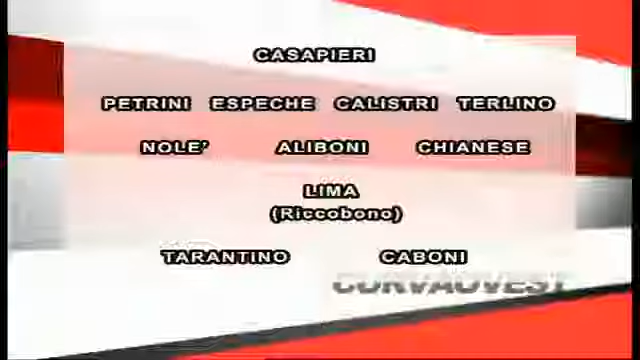 CASAPIERI
PETRINI ESPECHE CALISTRI TERLINO
NOLE' ALIBONI CHIANESE
LIMA
(Riccobono)
TARANTINO CABONI
CURVAOVEST